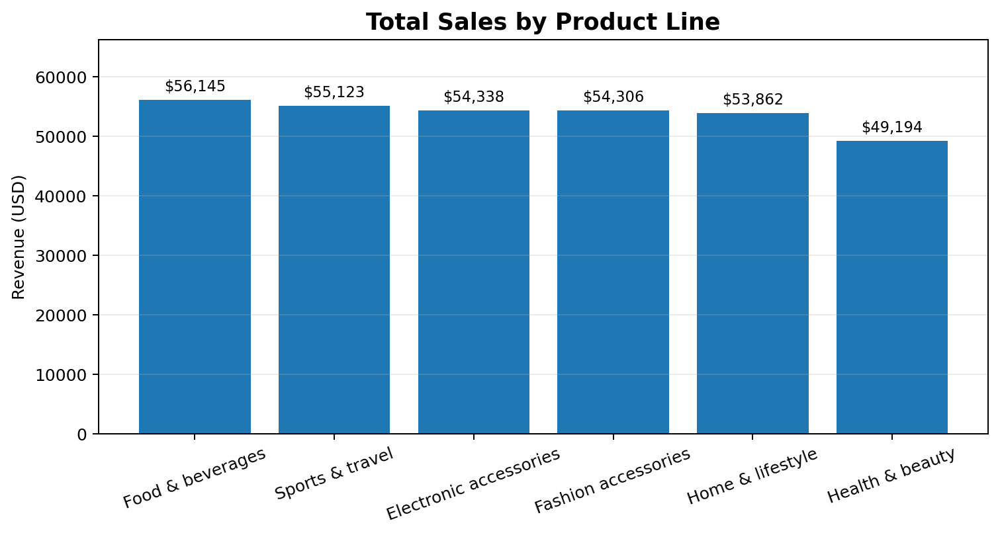 Total Sales by Product Line
Revenue (USD)
60000
50000
40000
30000
20000
10000
0
$56,145
$55,123
$54,338
$54,306
$53,862
$49,194
Food & beverages
Sports & travel
Electronic accessories
Fashion accessories
Home & lifestyle
Health & beauty